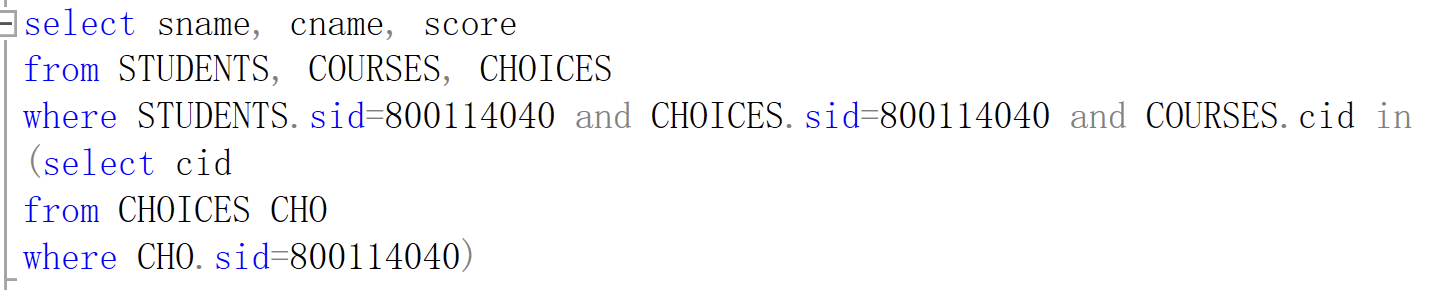 select sname, cname, score
from STUDENTS, COURSES, CHOICES
where STUDENTS.sid=800114040 and CHOICES.sid=800114040 and COURSES.cid in
(select cid
from CHOICES CHO
where CHO.sid=800114040)